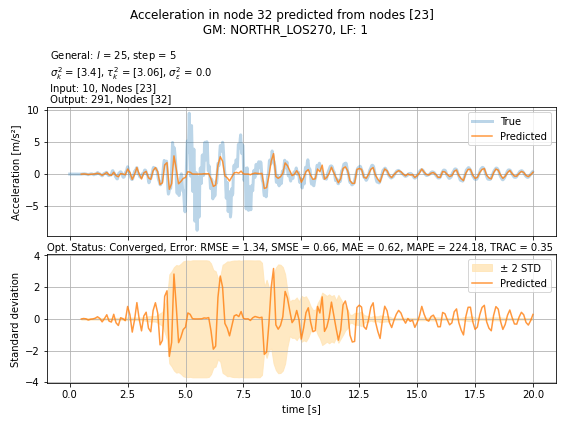 Acceleration in node 32 predicted from nodes [23]
GM: NORTHR_LOS270, LF: 1
General: l = 25, step = 5
σ²ₖ = [3.4], τ²ₖ = [3.06], σ²ε = 0.0
Input: 10, Nodes [23]
Output: 291, Nodes [32]
10
5
0
−5
Acceleration [m/s²]
True
Predicted
Opt. Status: Converged, Error: RMSE = 1.34, SMSE = 0.66, MAE = 0.62, MAPE = 224.18, TRAC = 0.35
4
2
0
−2
−4
Standard deviation
± 2 STD
Predicted
0.0 2.5 5.0 7.5 10.0 12.5 15.0 17.5 20.0
time [s]